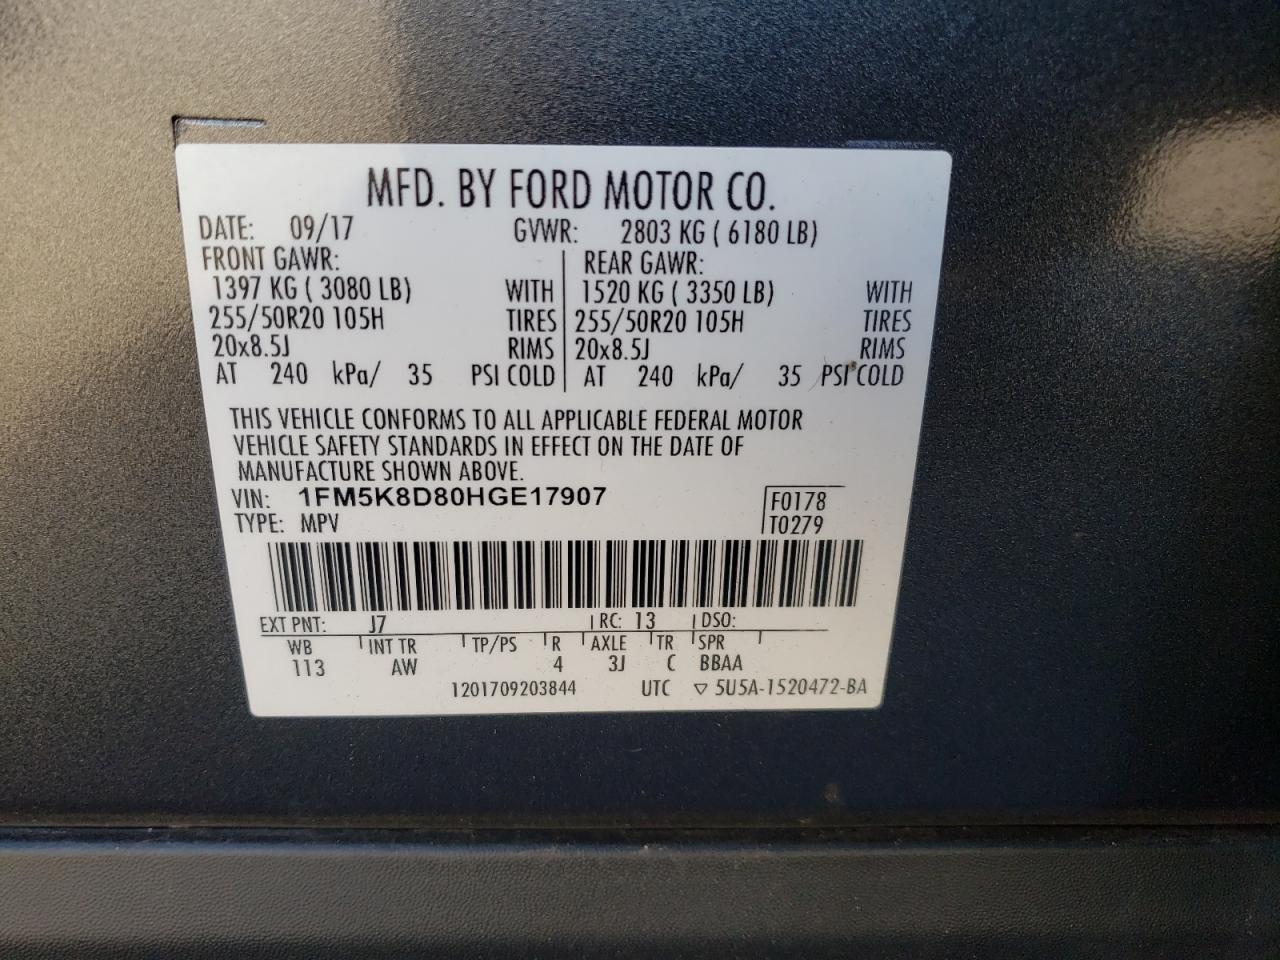 MFD. BY FORD MOTOR CO.
DATE: 09/17 GVWR: 2803 KG ( 6180 LB)
FRONT GAWR: REAR GAWR:
1397 KG ( 3080 LB) WITH 1520 KG ( 3350 LB) WITH
255/50R20 105H TIRES 255/50R20 105H TIRES
20x8.5J RIMS 20x8.5J RIMS
AT 240 kPa/ 35 PSI COLD AT 240 kPa/ 35 PSI COLD
THIS VEHICLE CONFORMS TO ALL APPLICABLE FEDERAL MOTOR
VEHICLE SAFETY STANDARDS IN EFFECT ON THE DATE OF
MANUFACTURE SHOWN ABOVE.
VIN: 1FM5K8D80HGE17907 F0178
TYPE: MPV T0279
EXT PNT: J7 RC: 13 DSO:
WB INT TR TP/PS R AXLE TR SPR
113 AW 4 3J C BBAA
1201709203844 UTC ▽ 5U5A-1520472-BA